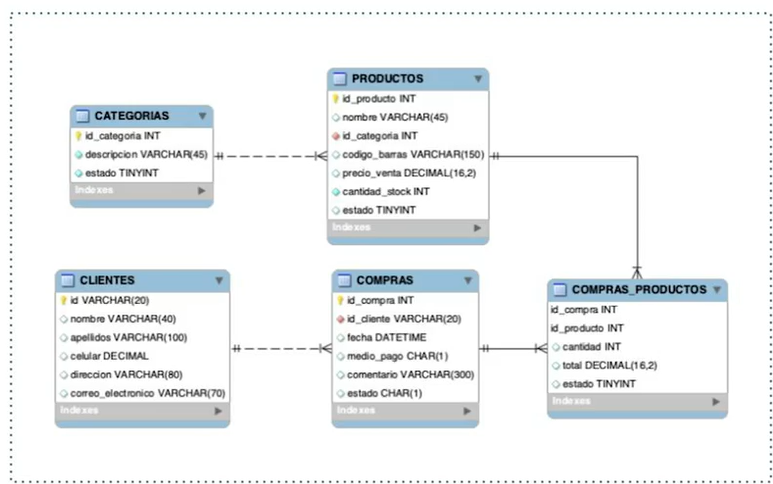 CATEGORIAS
id_categoria INT
descripcion VARCHAR(45)
estado TINYINT
Indexes
PRODUCTOS
id_producto INT
nombre VARCHAR(45)
id_categoria INT
codigo_barras VARCHAR(150)
precio_venta DECIMAL(16,2)
cantidad_stock INT
estado TINYINT
Indexes
CLIENTES
id VARCHAR(20)
nombre VARCHAR(40)
apellidos VARCHAR(100)
celular DECIMAL
direccion VARCHAR(80)
correo_electronico VARCHAR(70)
Indexes
COMPRAS
id_compra INT
id_cliente VARCHAR(20)
fecha DATETIME
medio_pago CHAR(1)
comentario VARCHAR(300)
estado CHAR(1)
Indexes
COMPRAS_PRODUCTOS
id_compra INT
id_producto INT
cantidad INT
total DECIMAL(16,2)
estado TINYINT
Indexes